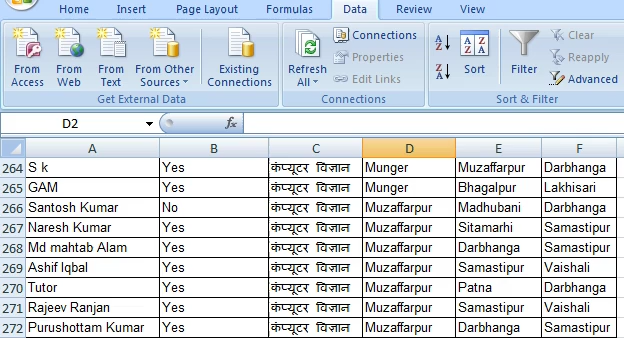 Home Insert Page Layout Formulas Data Review View
From Access
From Web
From Text
From Other Sources
Existing Connections
Get External Data
Refresh All
Connections
Properties
Edit Links
Connections
A Z
Z A
A Z Z A
Sort
Filter
Clear
Reapply
Advanced
Sort & Filter
D2 fx
A B C D E F
264 S k Yes कंप्यूटर विज्ञान Munger Muzaffarpur Darbhanga
265 GAM Yes कंप्यूटर विज्ञान Munger Bhagalpur Lakhisari
266 Santosh Kumar No कंप्यूटर विज्ञान Muzaffarpur Madhubani Darbhanga
267 Naresh Kumar Yes कंप्यूटर विज्ञान Muzaffarpur Sitamarhi Samastipur
268 Md mahtab Alam Yes कंप्यूटर विज्ञान Muzaffarpur Darbhanga Samastipur
269 Ashif Iqbal Yes कंप्यूटर विज्ञान Muzaffarpur Samastipur Vaishali
270 Tutor Yes कंप्यूटर विज्ञान Muzaffarpur Patna Darbhanga
271 Rajeev Ranjan Yes कंप्यूटर विज्ञान Muzaffarpur Samastipur Vaishali
272 Purushottam Kumar Yes कंप्यूटर विज्ञान Muzaffarpur Darbhanga Samastipur